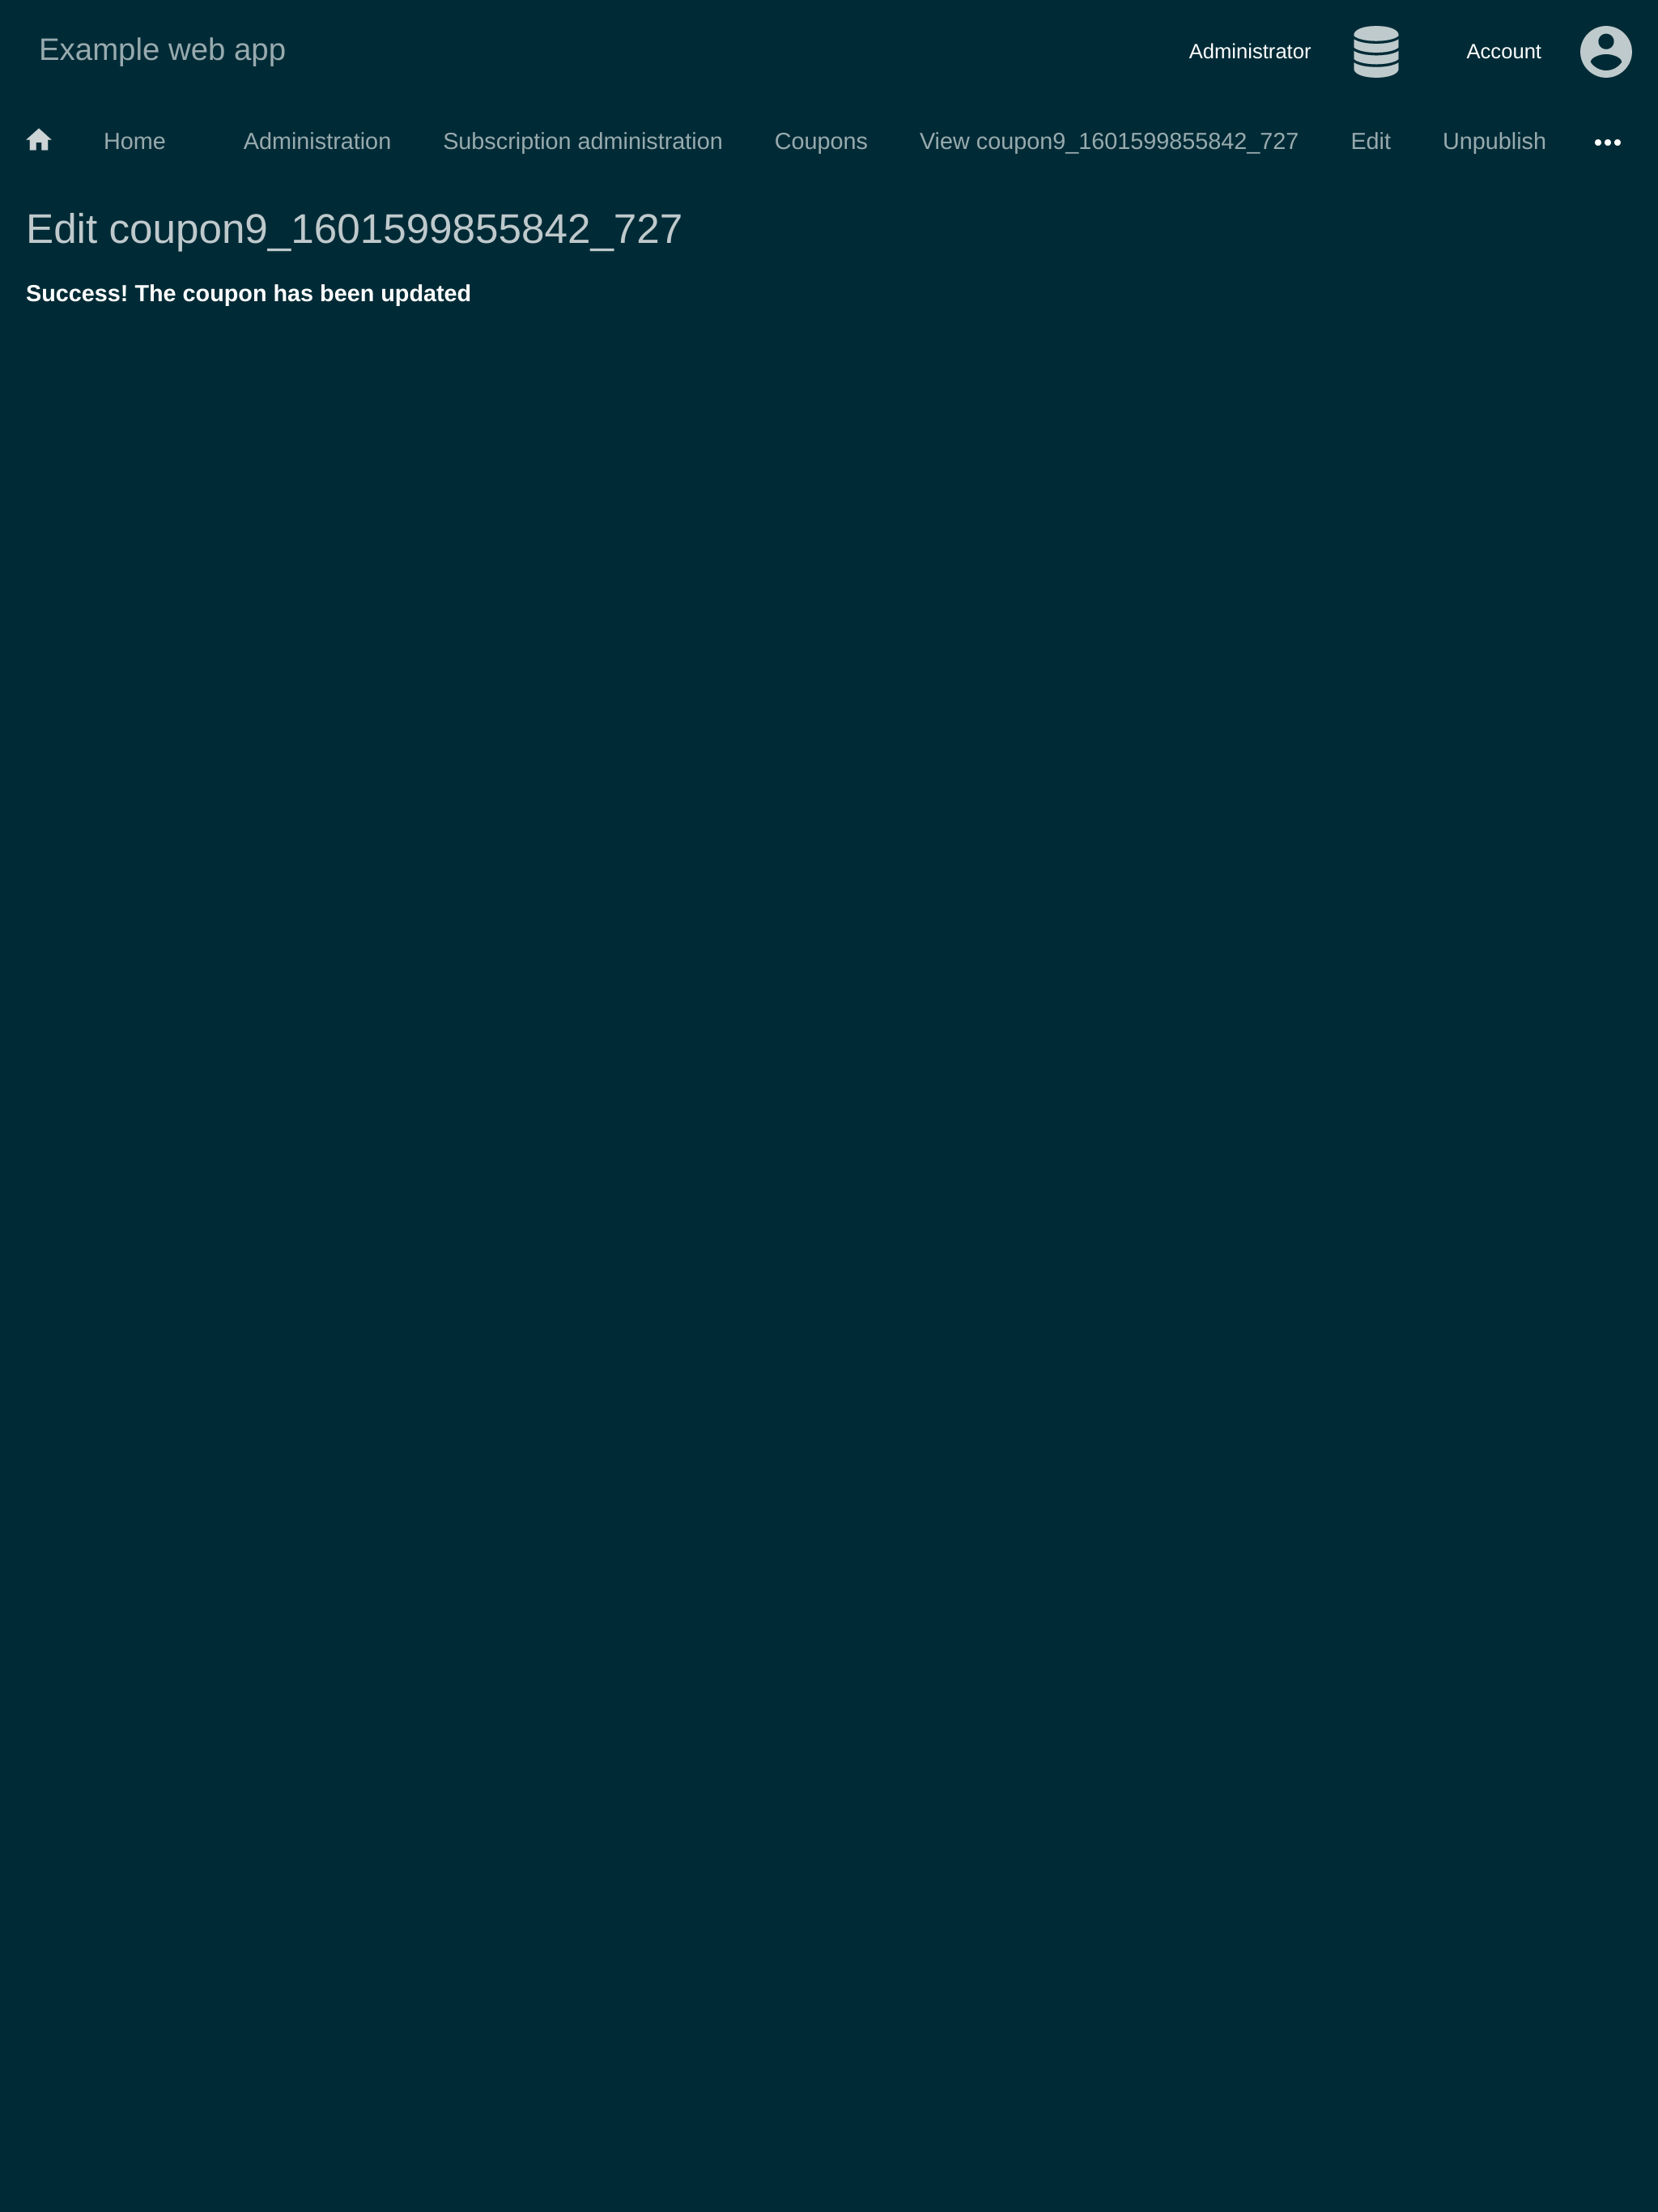 Example web app
Administrator
Account
Home Administration Subscription administration Coupons View coupon9_1601599855842_727 Edit Unpublish
Edit coupon9_1601599855842_727
Success! The coupon has been updated